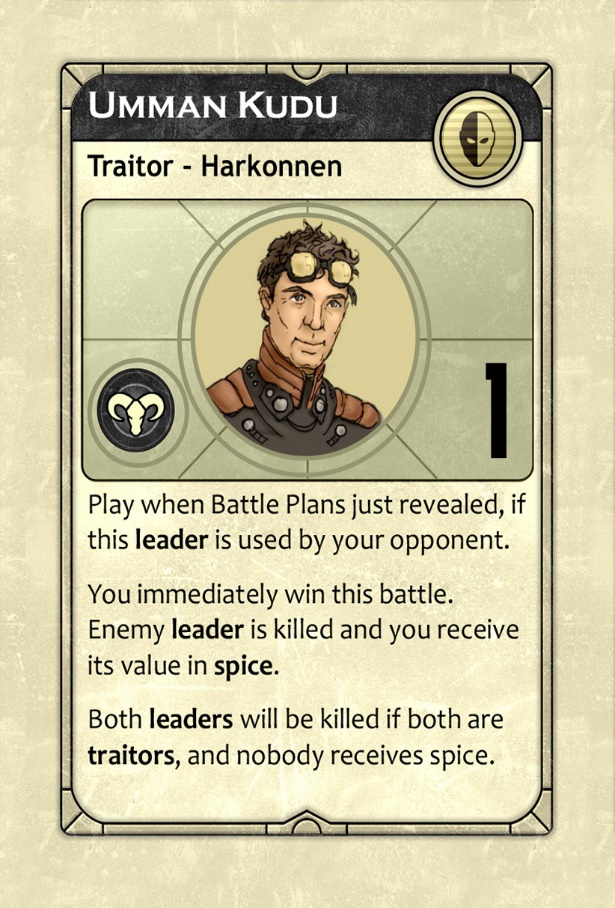 Umman Kudu
Traitor - Harkonnen
1
Play when Battle Plans just revealed, if
this leader is used by your opponent.
You immediately win this battle.
Enemy leader is killed and you receive
its value in spice.
Both leaders will be killed if both are
traitors, and nobody receives spice.